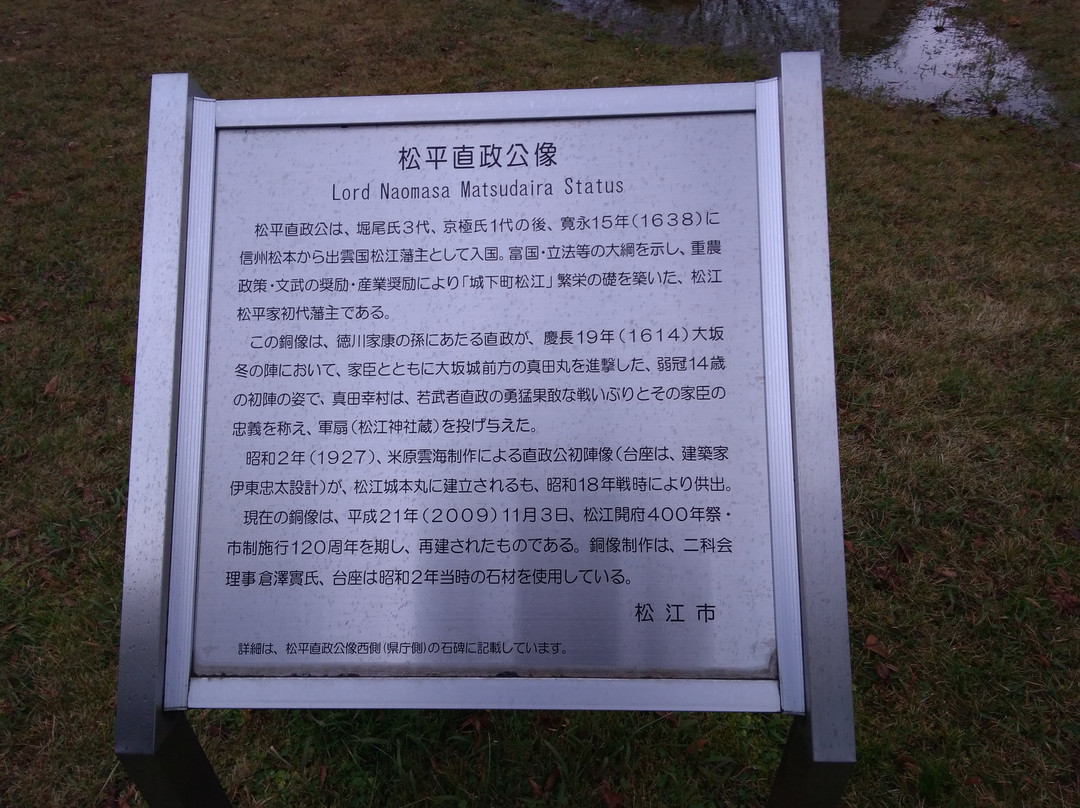 松平直政公像
Lord Naomasa Matsudaira Status
松平直政公は、堀尾氏3代、京極氏1代の後、寛永15年(1638)に
信州松本から出雲国松江藩主として入国。富国・立法等の大綱を示し、重農
政策・文武の奨励・産業奨励により「城下町松江」繁栄の礎を築いた、松江
松平家初代藩主である。
この銅像は、徳川家康の孫にあたる直政が、慶長19年(1614)大坂
冬の陣において、家臣とともに大坂城前方の真田丸を進撃した、弱冠14歳
の初陣の姿で、真田幸村は、若武者直政の勇猛果敢な戦いぶりとその家臣の
忠義を称え、軍扇(松江神社蔵)を投げ与えた。
昭和2年(1927)、米原雲海制作による直政公初陣像(台座は、建築家
伊東忠太設計)が、松江城本丸に建立されるも、昭和18年戦時により供出。
現在の銅像は、平成21年(2009)11月3日、松江開府400年祭・
市制施行120周年を期し、再建されたものである。銅像制作は、二科会
理事倉澤實氏、台座は昭和2年当時の石材を使用している。
松江市
詳細は、松平直政公像西側(県庁側)の石碑に記載しています。